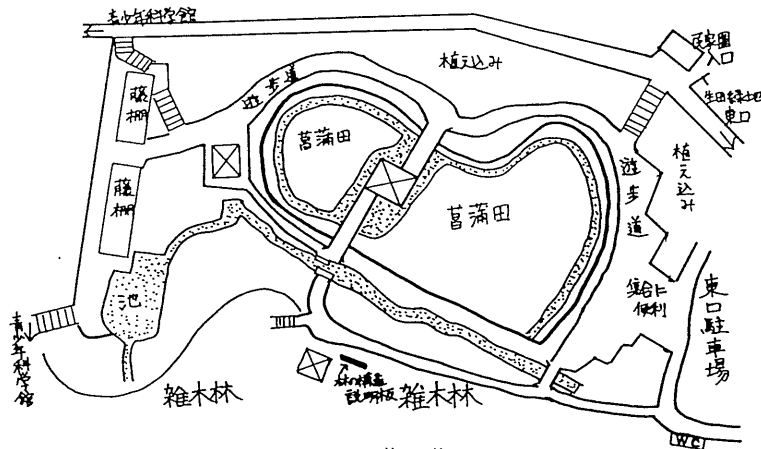 青少年科学館
植え込み
民家園
口
生田緑地
東口
遊歩道
藤棚
菖蒲田
植え込み
藤棚
菖蒲田
遊歩道
池
集合に
便利
東口駐車場
青少年科学館
雑木林
林の構造
説明板
雑木林
WC